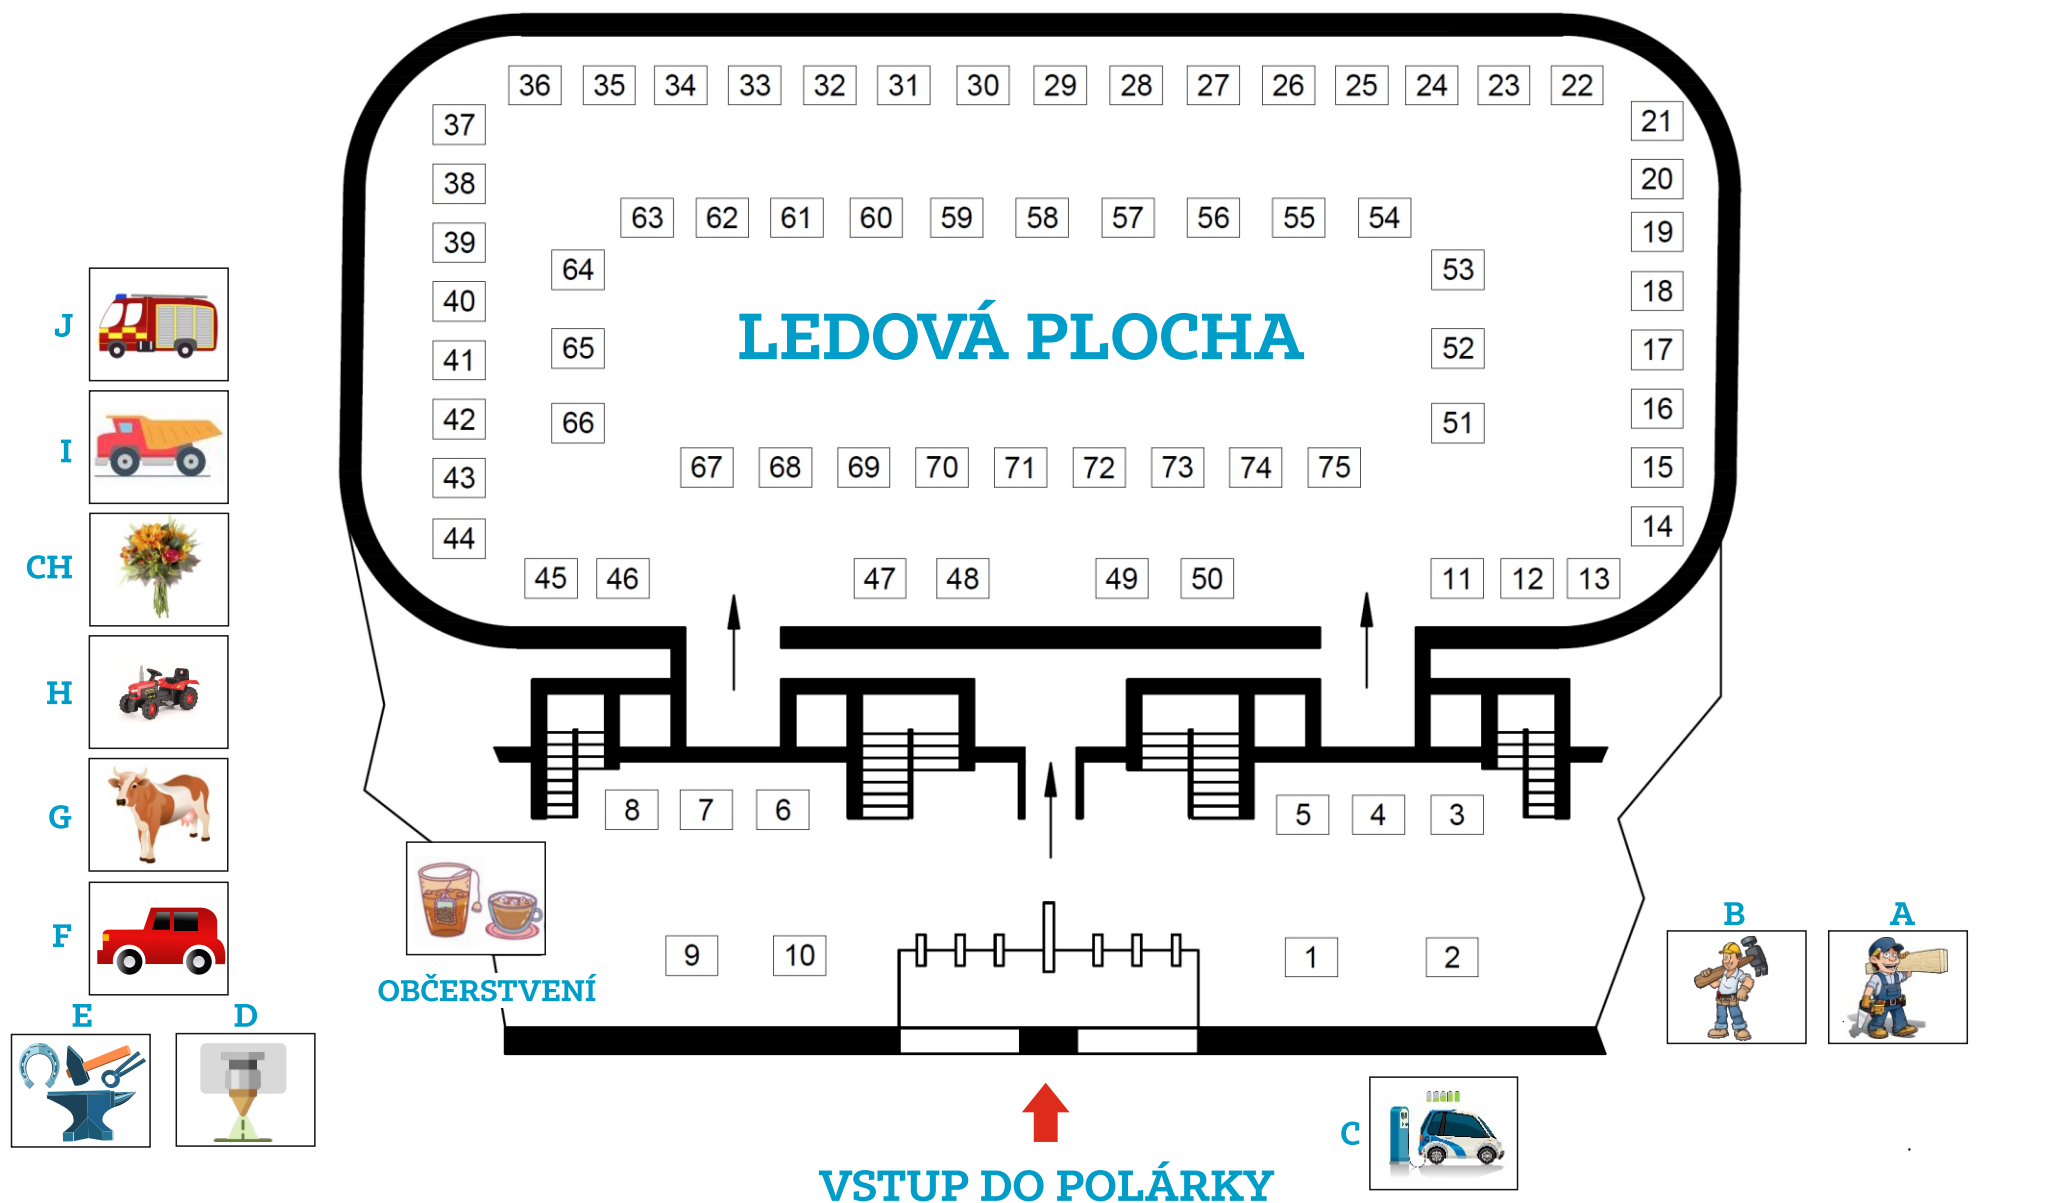 36 35 34 33 32 31 30 29 28 27 26 25 24 23 22
37
21
38
20
63 62 61 60 59 58 57 56 55 54
39
19
64
53
40
18
J
LEDOVÁ PLOCHA
65
52
41
17
66
51
42
16
I
67 68 69 70 71 72 73 74 75
43
15
44
14
CH
45 46 47 48 49 50 11 12 13
H
8 7 6
5 4 3
G
B
A
F
9 10
1 2
OBČERSTVENÍ
E
D
C
VSTUP DO POLÁRKY